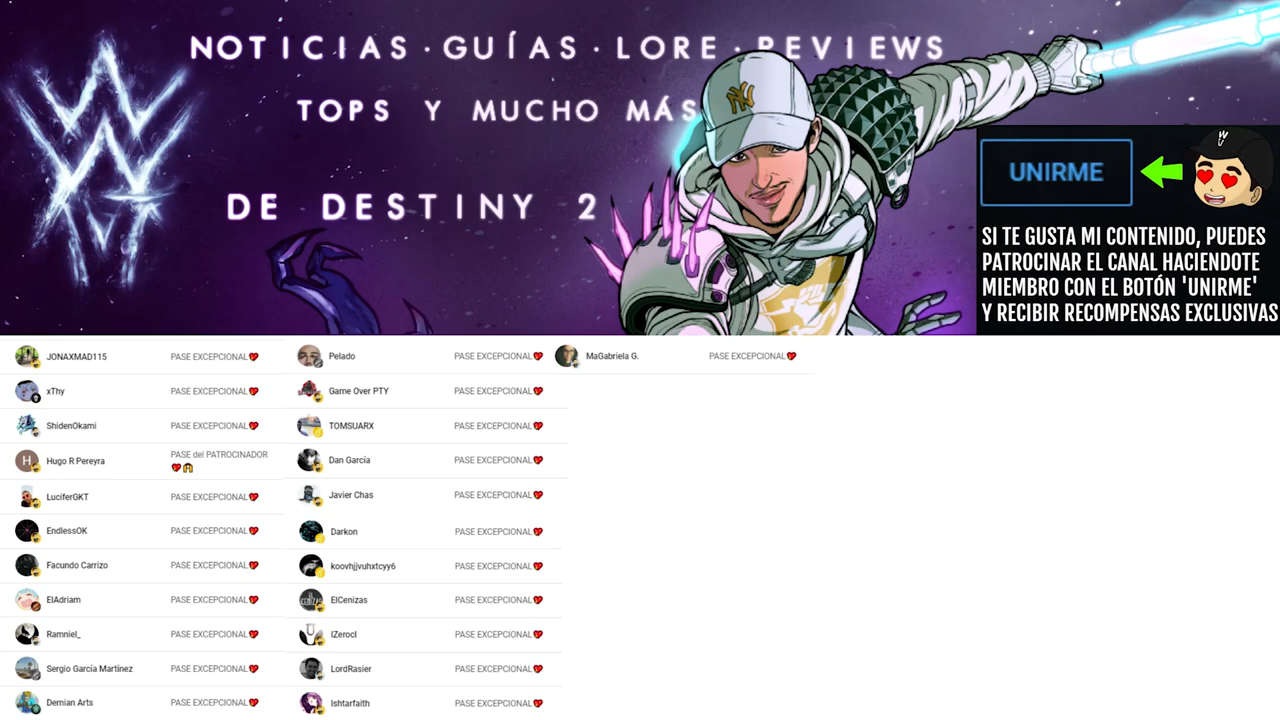 NOTICIAS · GUÍAS · LORE · REVIEWS
TOPS Y MUCHO MÁS
DE DESTINY 2
UNIRME
SI TE GUSTA MI CONTENIDO, PUEDES
PATROCINAR EL CANAL HACIENDOTE
MIEMBRO CON EL BOTÓN 'UNIRME'
Y RECIBIR RECOMPENSAS EXCLUSIVAS
JONAXMAD115 PASE EXCEPCIONAL
xThy PASE EXCEPCIONAL
ShidenOkami PASE EXCEPCIONAL
H Hugo R Pereyra PASE del PATROCINADOR
LuciferGKT PASE EXCEPCIONAL
EndlessOK PASE EXCEPCIONAL
Facundo Carrizo PASE EXCEPCIONAL
ElAdriam PASE EXCEPCIONAL
Ramniel_ PASE EXCEPCIONAL
Sergio García Martínez PASE EXCEPCIONAL
Demian Arts PASE EXCEPCIONAL
Pelado PASE EXCEPCIONAL
Game Over PTY PASE EXCEPCIONAL
TOMSUARX PASE EXCEPCIONAL
Dan García PASE EXCEPCIONAL
Javier Chas PASE EXCEPCIONAL
Darkon PASE EXCEPCIONAL
koovhjjvuhxtcyy6 PASE EXCEPCIONAL
ElCenizas PASE EXCEPCIONAL
IZerocI PASE EXCEPCIONAL
LordRasier PASE EXCEPCIONAL
Ishtarfaith PASE EXCEPCIONAL
MaGabriela G. PASE EXCEPCIONAL